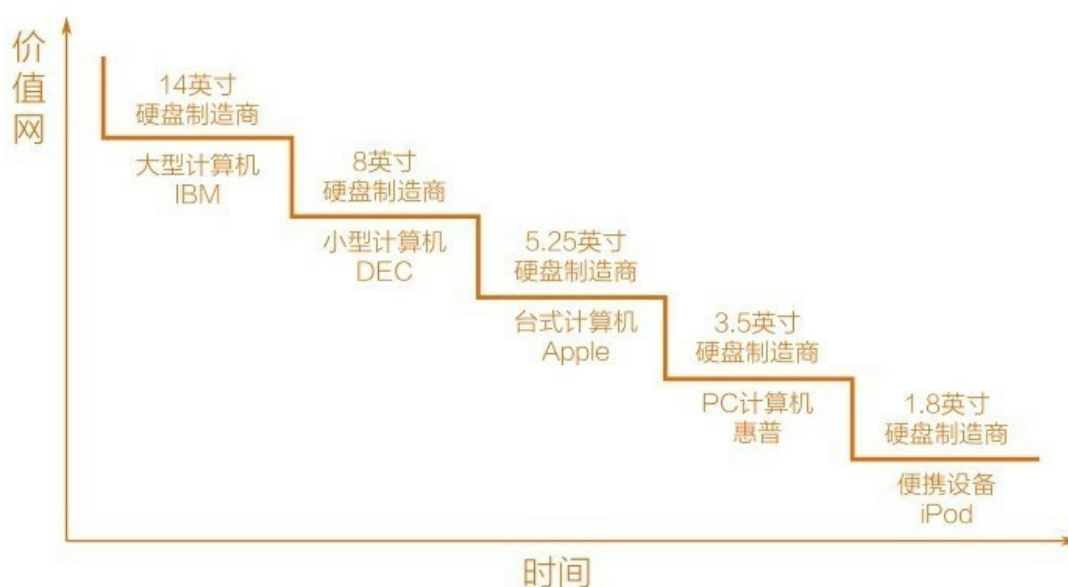 价值网
14英寸
硬盘制造商
大型计算机
IBM
8英寸
硬盘制造商
小型计算机
DEC
5.25英寸
硬盘制造商
台式计算机
Apple
3.5英寸
硬盘制造商
PC计算机
惠普
1.8英寸
硬盘制造商
便携设备
iPod
时间